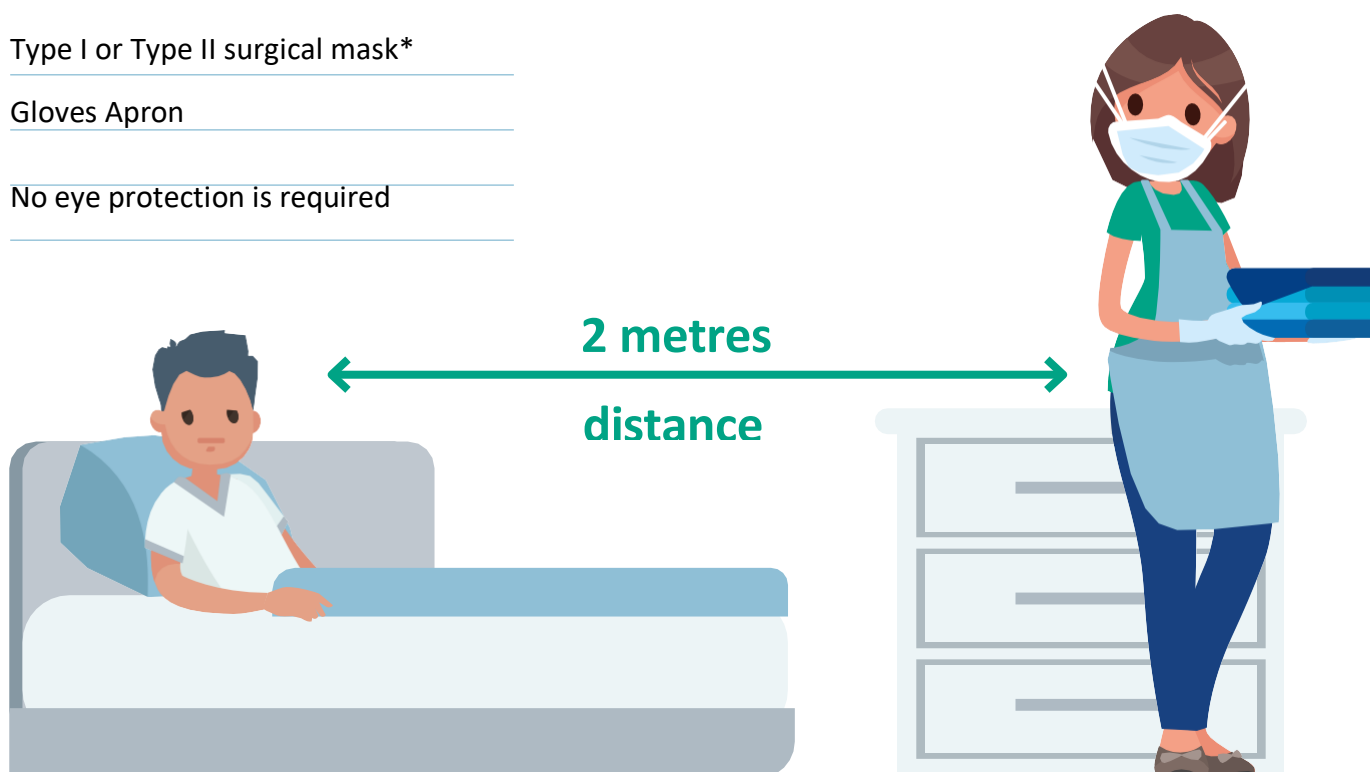 Type I or Type II surgical mask*
Gloves Apron
No eye protection is required
2 metres
distance